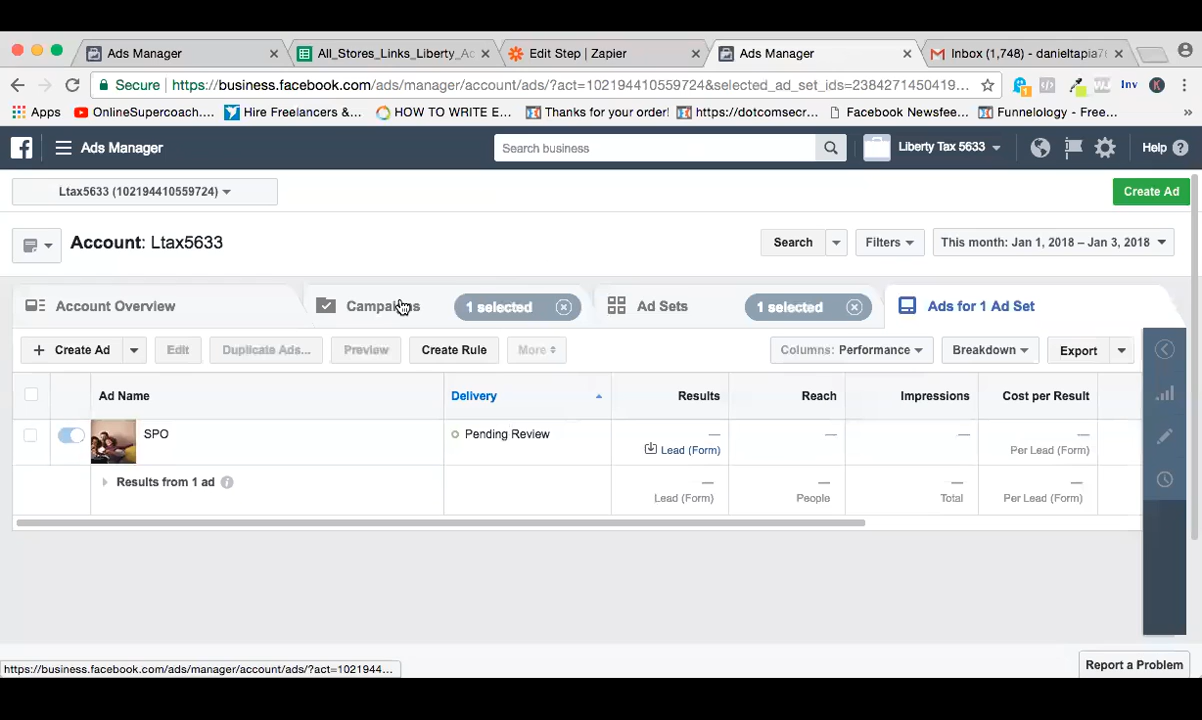 Ads Manager
All_Stores_Links_Liberty_Ac
Edit Step | Zapier
Ads Manager
Inbox (1,748) - danieltapia7
Secure https://business.facebook.com/ads/manager/account/ads/?act=102194410559724&selected_ad_set_ids=2384271450419...
Apps
OnlineSupercoach....
Hire Freelancers &...
HOW TO WRITE E...
Thanks for your order!
https://dotcomsecr...
Facebook Newsfee...
Funnelology - Free...
Ads Manager
Search business
Liberty Tax 5633
Help
Ltax5633 (102194410559724)
Create Ad
Account: Ltax5633
Search
Filters
This month: Jan 1, 2018 – Jan 3, 2018
Account Overview
Campaigns
1 selected
Ad Sets
1 selected
Ads for 1 Ad Set
+ Create Ad
Edit
Duplicate Ads...
Preview
Create Rule
More
Columns: Performance
Breakdown
Export
Ad Name
Delivery
Results
Reach
Impressions
Cost per Result
SPO
Pending Review
—
—
—
—
Lead (Form)
Per Lead (Form)
Results from 1 ad
—
—
—
—
Lead (Form)
People
Total
Per Lead (Form)
https://business.facebook.com/ads/manager/account/ads/?act=1021944...
Report a Problem